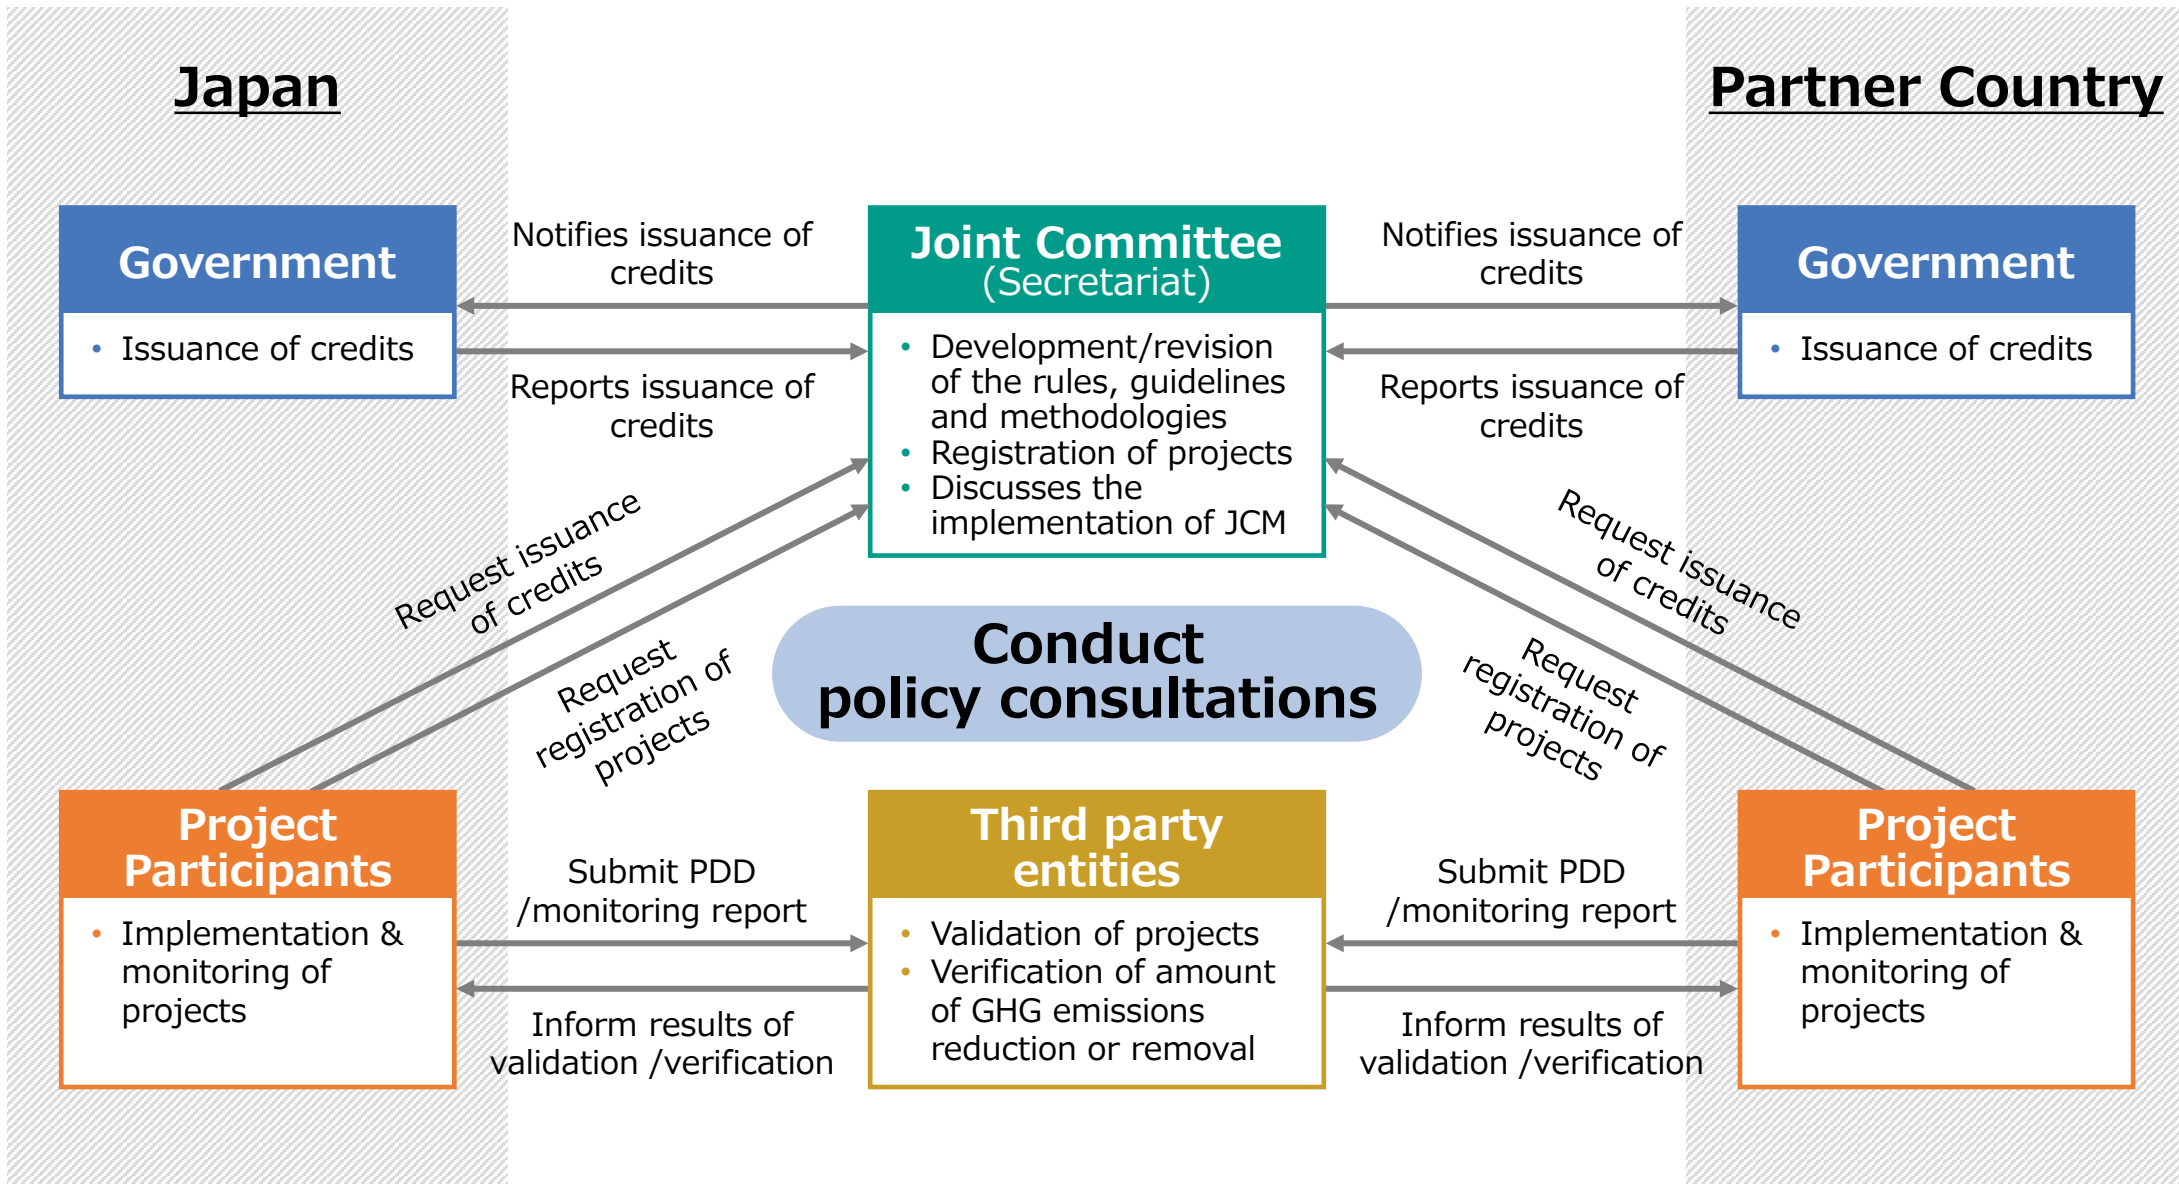 Japan
Partner Country
Government
• Issuance of credits
Notifies issuance of
credits
Reports issuance of
credits
Joint Committee
(Secretariat)
• Development/revision
of the rules, guidelines
and methodologies
• Registration of projects
• Discusses the
implementation of JCM
Notifies issuance of
credits
Reports issuance of
credits
Government
• Issuance of credits
Request issuance
of credits
Request
registration of
projects
Conduct
policy consultations
Request issuance
of credits
Request
registration of
projects
Project
Participants
• Implementation &
monitoring of
projects
Submit PDD
/monitoring report
Inform results of
validation /verification
Third party
entities
• Validation of projects
• Verification of amount
of GHG emissions
reduction or removal
Submit PDD
/monitoring report
Inform results of
validation /verification
Project
Participants
• Implementation &
monitoring of
projects